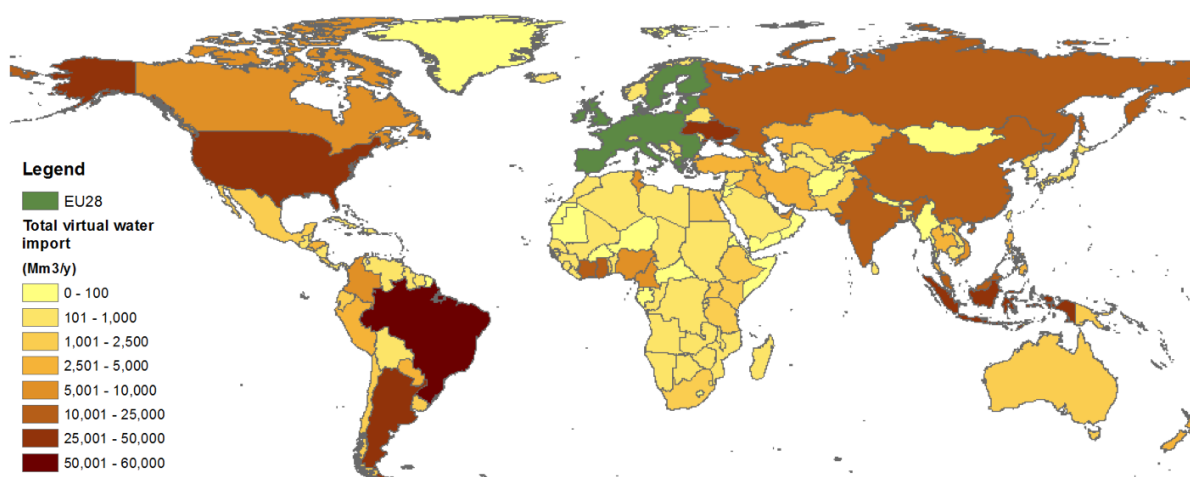 Legend
EU28
Total virtual water
import
(Mm3/y)
0 - 100
101 - 1,000
1,001 - 2,500
2,501 - 5,000
5,001 - 10,000
10,001 - 25,000
25,001 - 50,000
50,001 - 60,000